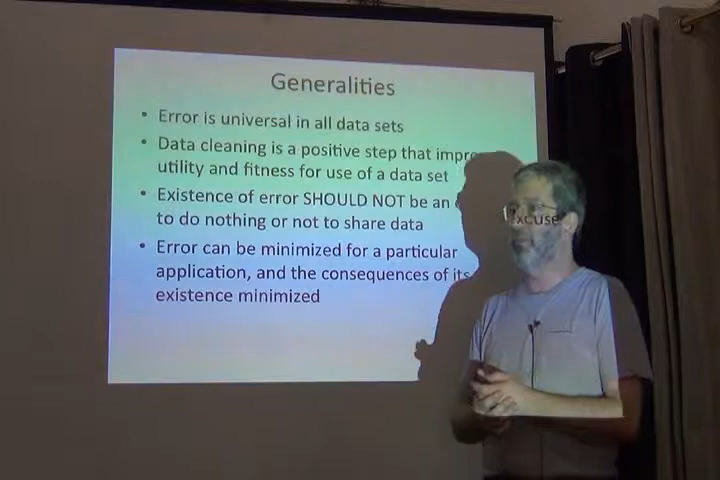 Generalities
• Error is universal in all data sets
• Data cleaning is a positive step that impr
utility and fitness for use of a data set
• Existence of error SHOULD NOT be an excuse
to do nothing or not to share data
• Error can be minimized for a particular
application, and the consequences of its
existence minimized